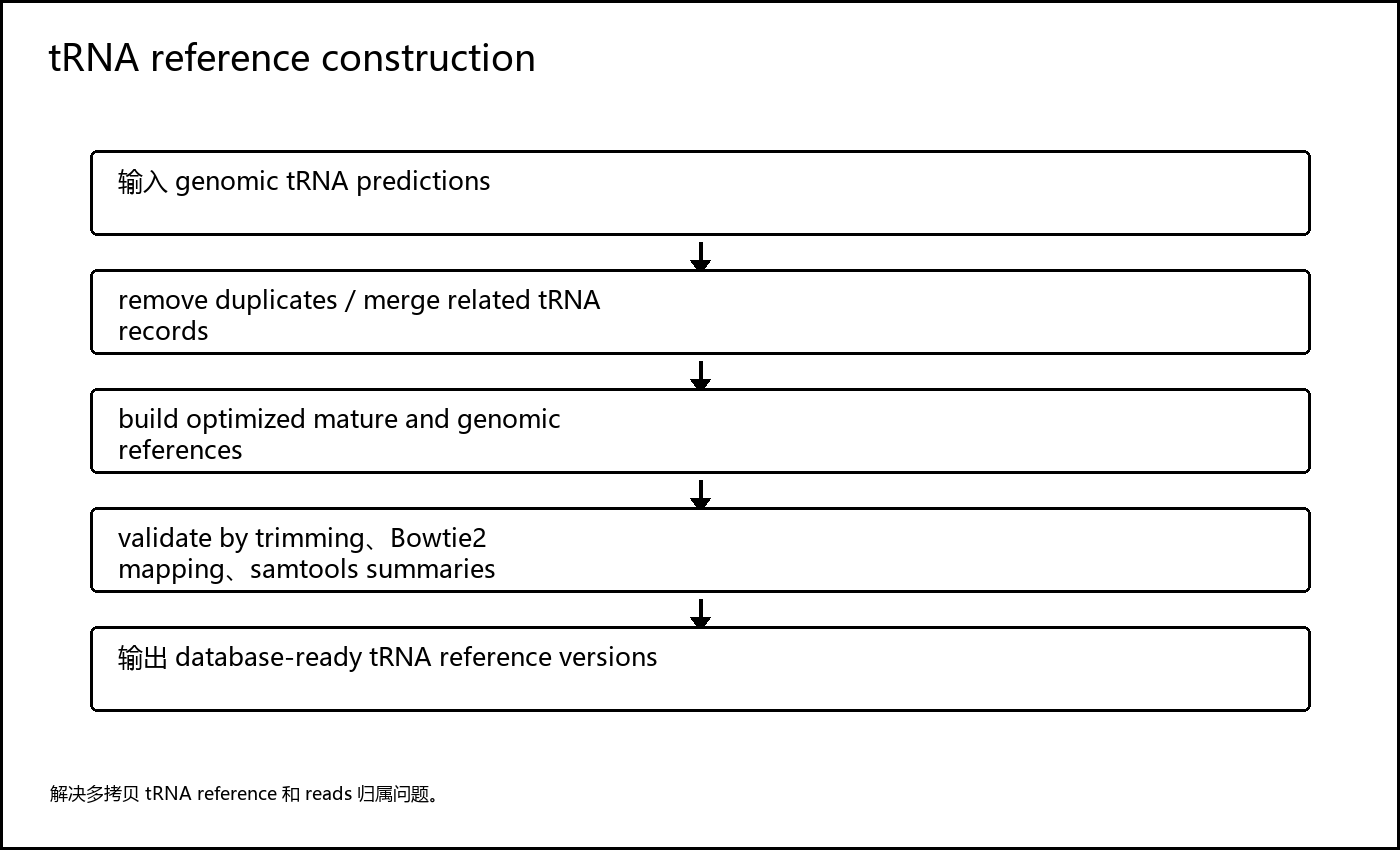 tRNA reference construction
输入 genomic tRNA predictions
remove duplicates / merge related tRNA
records
build optimized mature and genomic
references
validate by trimming、Bowtie2
mapping、samtools summaries
输出 database-ready tRNA reference versions
解决多拷贝 tRNA reference 和 reads 归属问题。